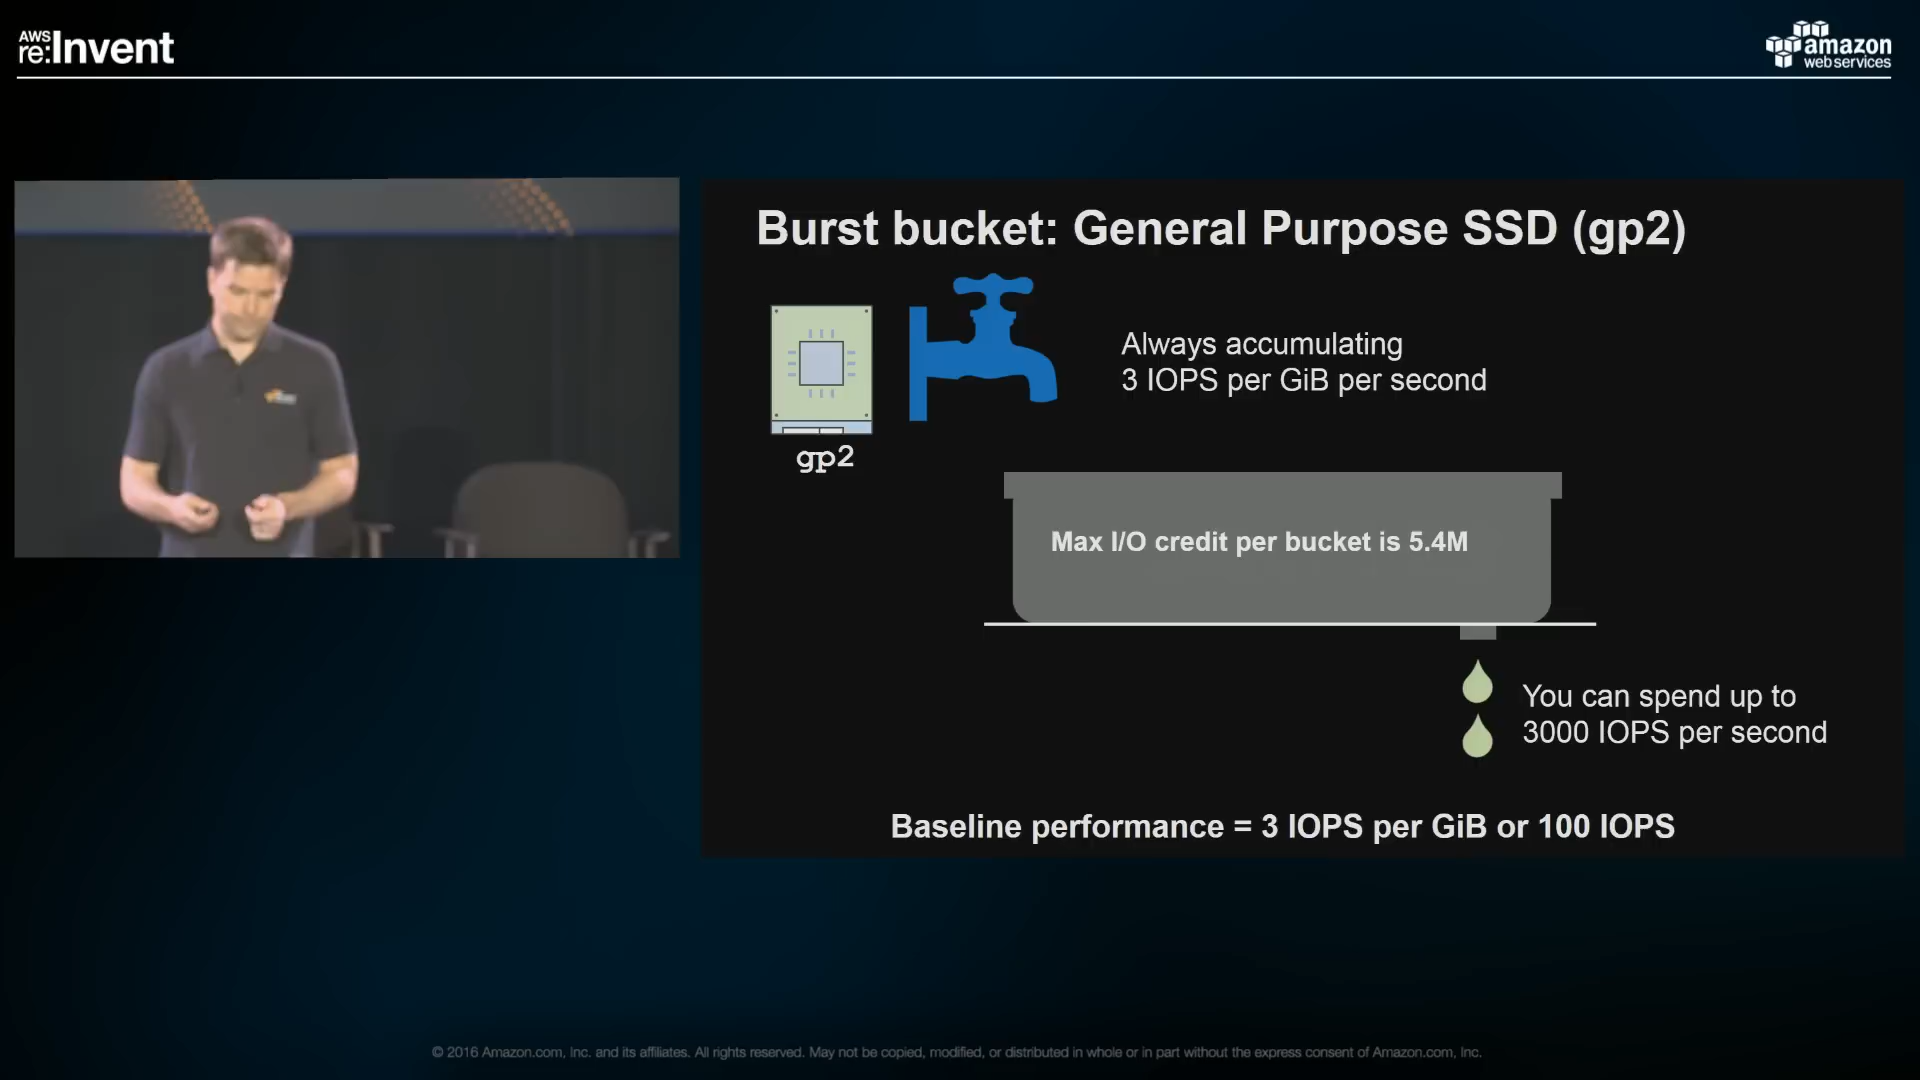 AWS
re:Invent
amazon
web services
Burst bucket: General Purpose SSD (gp2)
Always accumulating
3 IOPS per GiB per second
gp2
Max I/O credit per bucket is 5.4M
You can spend up to
3000 IOPS per second
Baseline performance = 3 IOPS per GiB or 100 IOPS
© 2016 Amazon.com, Inc. and its affiliates. All rights reserved. May not be copied, modified, or distributed in whole or in part without the express consent of Amazon.com, Inc.